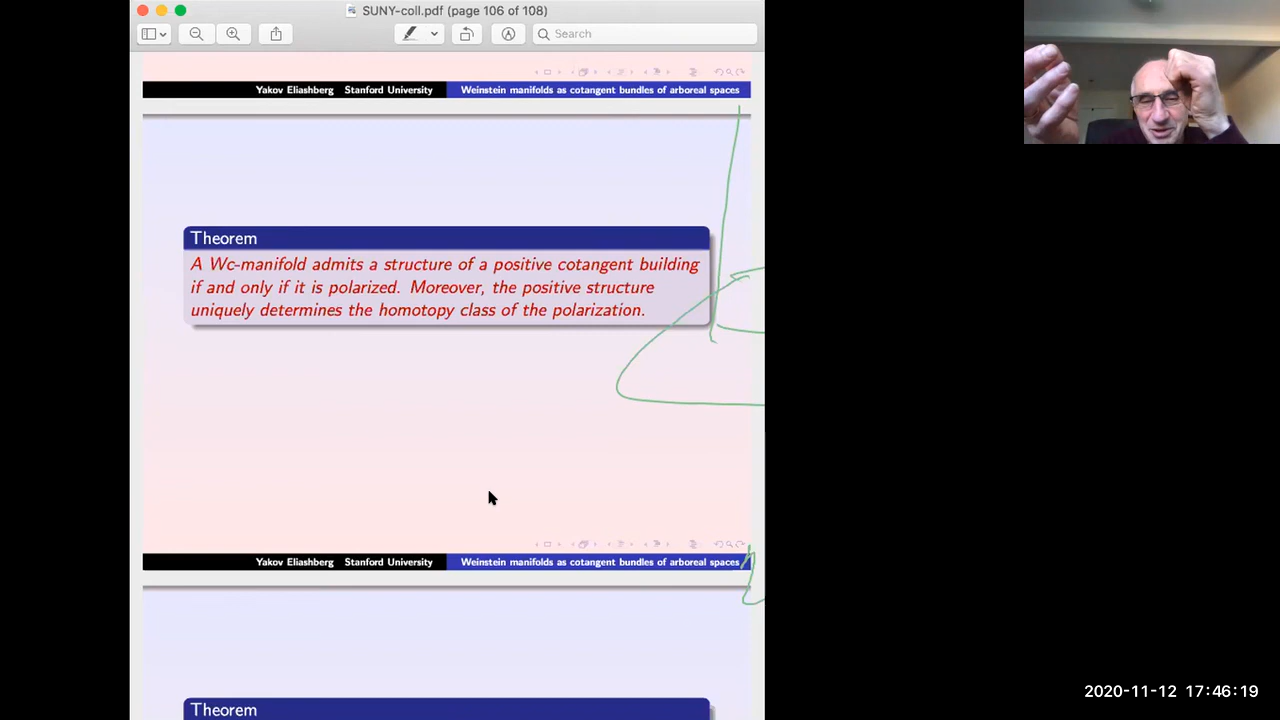 SUNY-coll.pdf (page 106 of 108)
Search
Yakov Eliashberg Stanford University Weinstein manifolds as cotangent bundles of arboreal spaces
Theorem
A Wc-manifold admits a structure of a positive cotangent building
if and only if it is polarized. Moreover, the positive structure
uniquely determines the homotopy class of the polarization.
Yakov Eliashberg Stanford University Weinstein manifolds as cotangent bundles of arboreal spaces
Theorem
2020-11-12 17:46:19